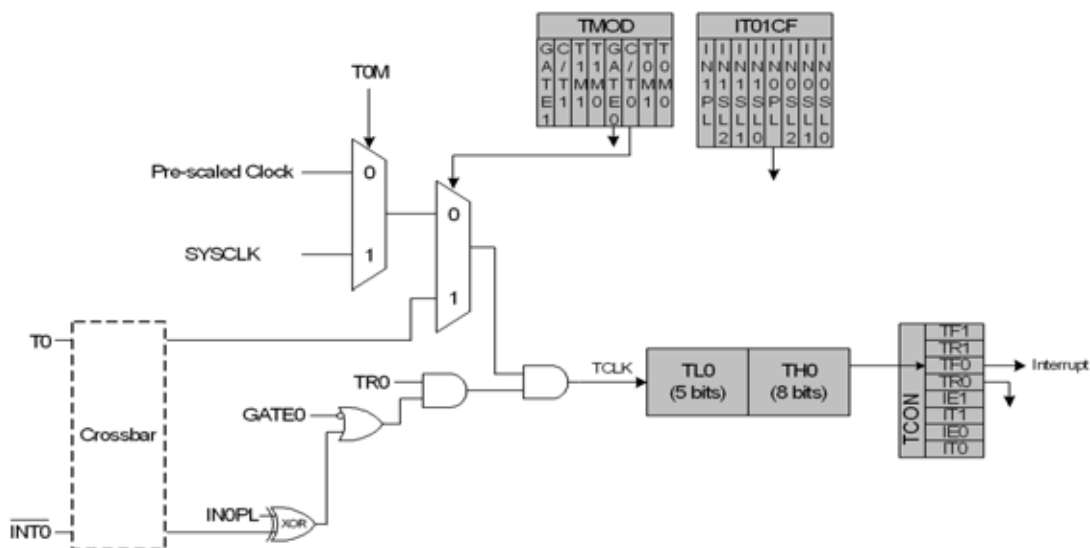 TMOD
GATE1
C/T1
T1M1
T1M0
GATE0
C/T0
T0M1
T0M0
IT01CF
IN1PL
IN1SL2
IN1SL1
IN1SL0
IN0PL
IN0SL2
IN0SL1
IN0SL0
T0M
Pre-scaled Clock
0
SYSCLK
1
0
1
T0
Crossbar
TR0
GATE0
IN0PL
XOR
INT0
TCLK
TL0
(5 bits)
TH0
(8 bits)
TCON
TF1
TR1
TF0
TR0
IE1
IT1
IE0
IT0
Interrupt